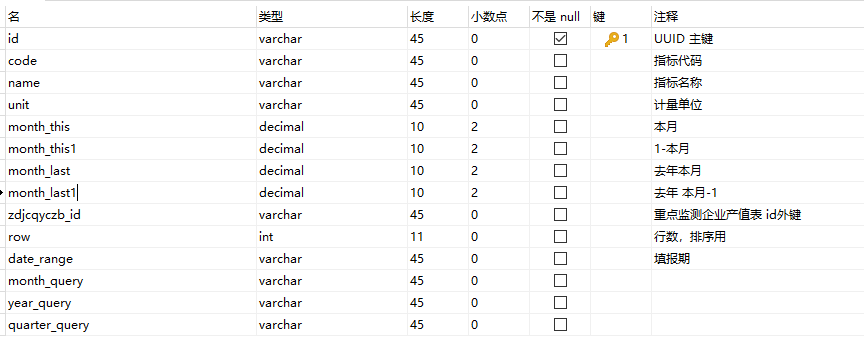 名 类型 长度 小数点 不是 null 键 注释
id varchar 45 0 1 UUID 主键
code varchar 45 0 指标代码
name varchar 45 0 指标名称
unit varchar 45 0 计量单位
month_this decimal 10 2 本月
month_this1 decimal 10 2 1-本月
month_last decimal 10 2 去年本月
month_last1 decimal 10 2 去年 本月-1
zdjcqyczb_id varchar 45 0 重点监测企业产值表 id外键
row int 11 0 行数，排序用
date_range varchar 45 0 填报期
month_query varchar 45 0
year_query varchar 45 0
quarter_query varchar 45 0